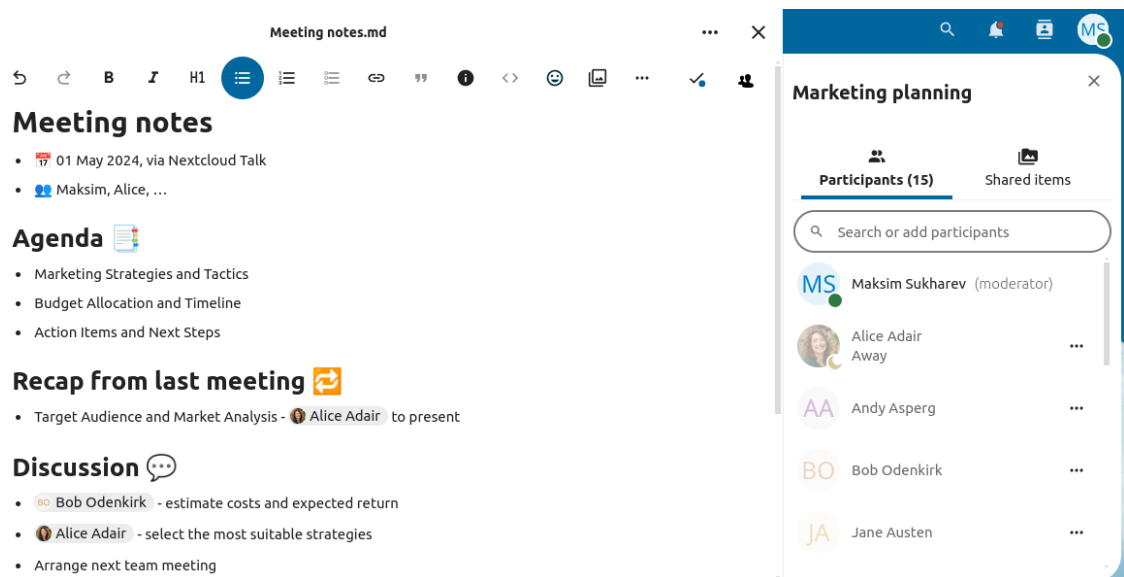 Meeting notes.md
H1
Meeting notes
📅 01 May 2024, via Nextcloud Talk
👥 Maksim, Alice, …
Agenda 📑
Marketing Strategies and Tactics
Budget Allocation and Timeline
Action Items and Next Steps
Recap from last meeting 🔁
Target Audience and Market Analysis - Alice Adair to present
Discussion 💬
BO Bob Odenkirk - estimate costs and expected return
Alice Adair - select the most suitable strategies
Arrange next team meeting
MS
Marketing planning
Participants (15)
Shared items
Search or add participants
MS Maksim Sukharev (moderator)
Alice Adair
Away
AA Andy Asperg
BO Bob Odenkirk
JA Jane Austen